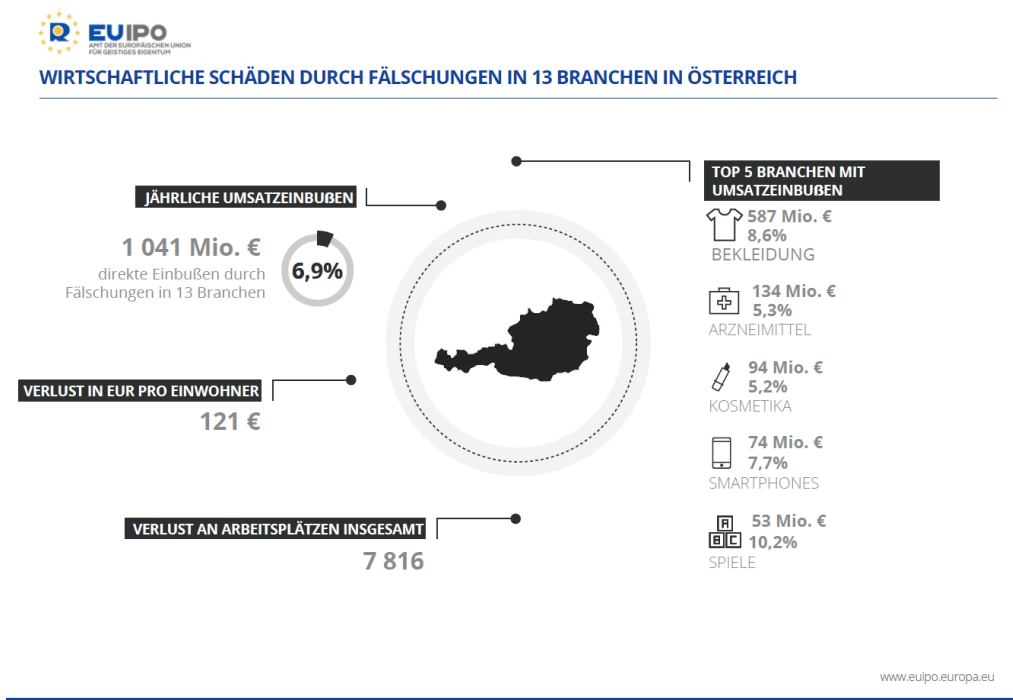 EUIPO
AMT DER EUROPÄISCHEN UNION
FÜR GEISTIGES EIGENTUM
WIRTSCHAFTLICHE SCHÄDEN DURCH FÄLSCHUNGEN IN 13 BRANCHEN IN ÖSTERREICH
JÄHRLICHE UMSATZEINBUßEN
1 041 Mio. €
direkte Einbußen durch
Fälschungen in 13 Branchen
6,9%
VERLUST IN EUR PRO EINWOHNER
121 €
VERLUST AN ARBEITSPLÄTZEN INSGESAMT
7 816
TOP 5 BRANCHEN MIT
UMSATZEINBUßEN
587 Mio. €
8,6%
BEKLEIDUNG
134 Mio. €
5,3%
ARZNEIMITTEL
94 Mio. €
5,2%
KOSMETIKA
74 Mio. €
7,7%
SMARTPHONES
A
B C
53 Mio. €
10,2%
SPIELE
www.euipo.europa.eu